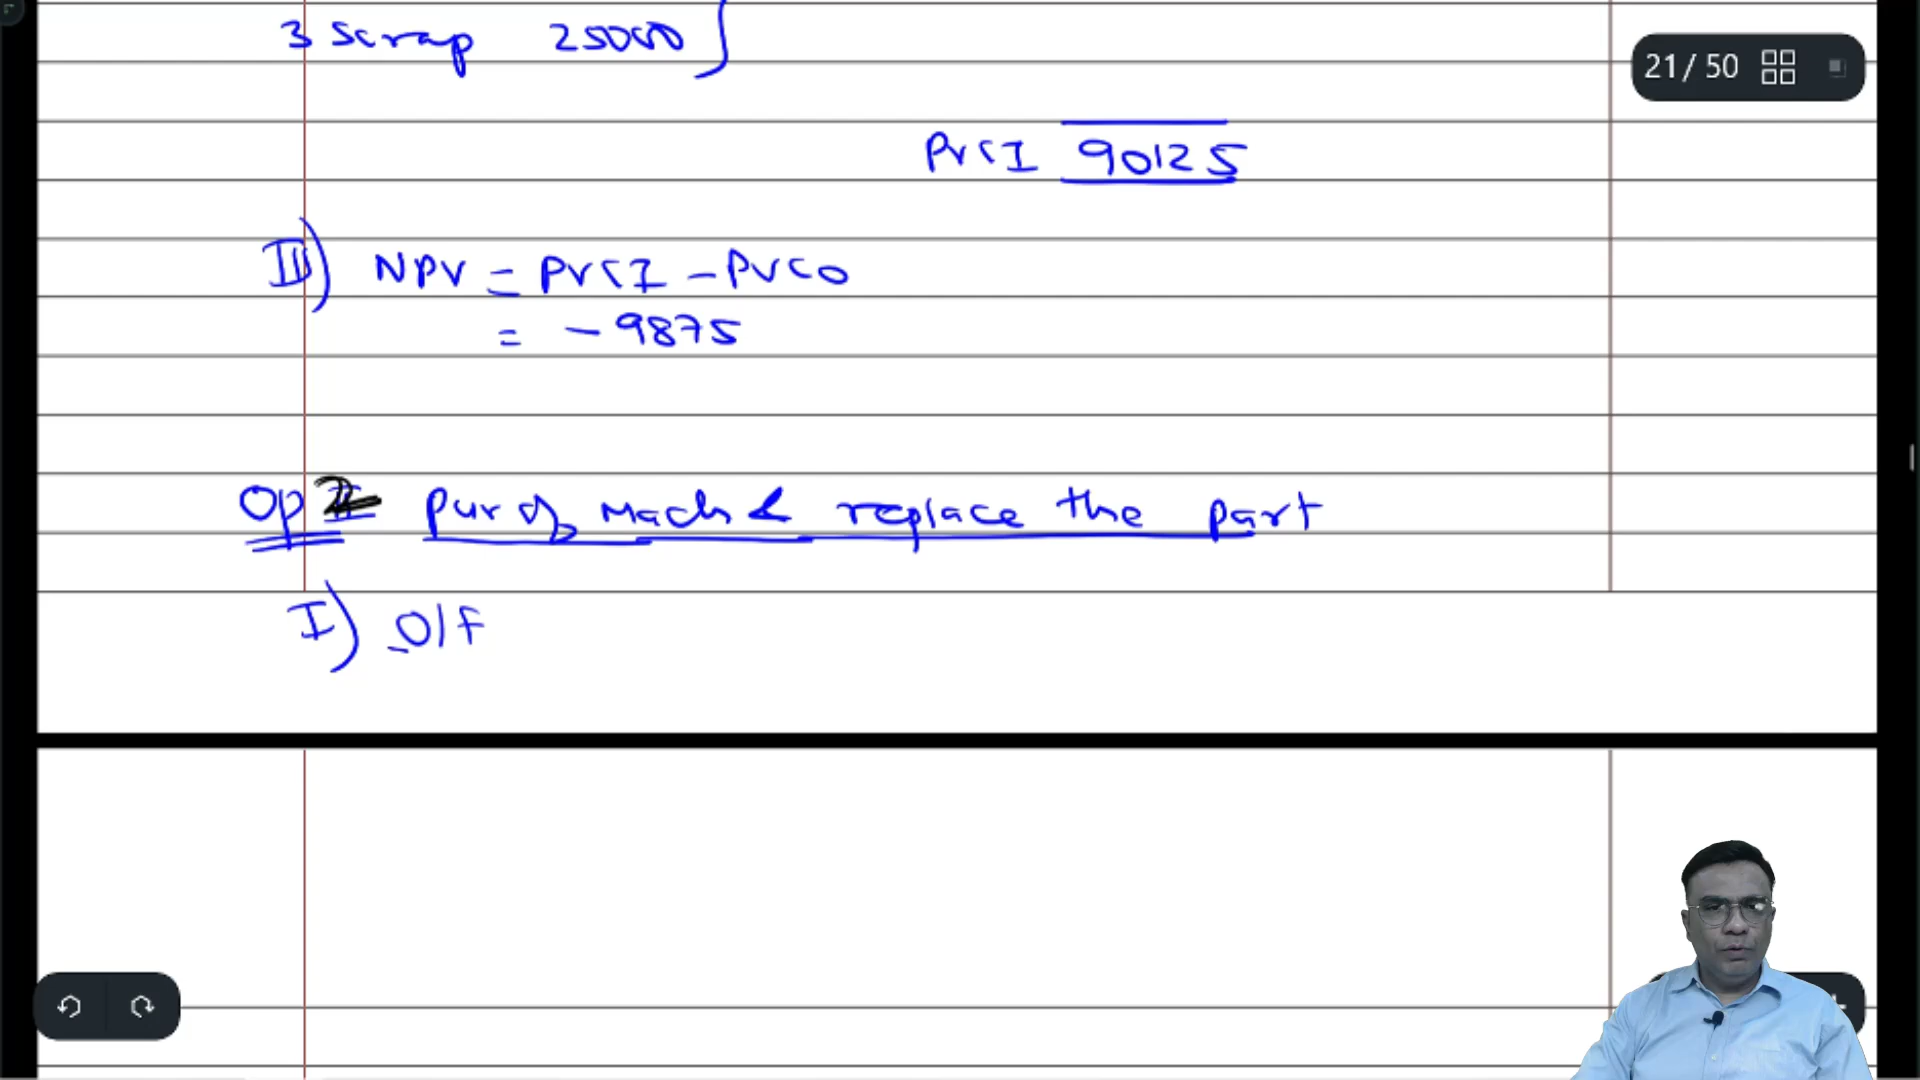 3 Scrap 25000
21/ 50
PVCI 90125
III) NPV = PVCI - PVCO
= - 9875
Op 2 Pur of Mach & replace the part
I) O/F